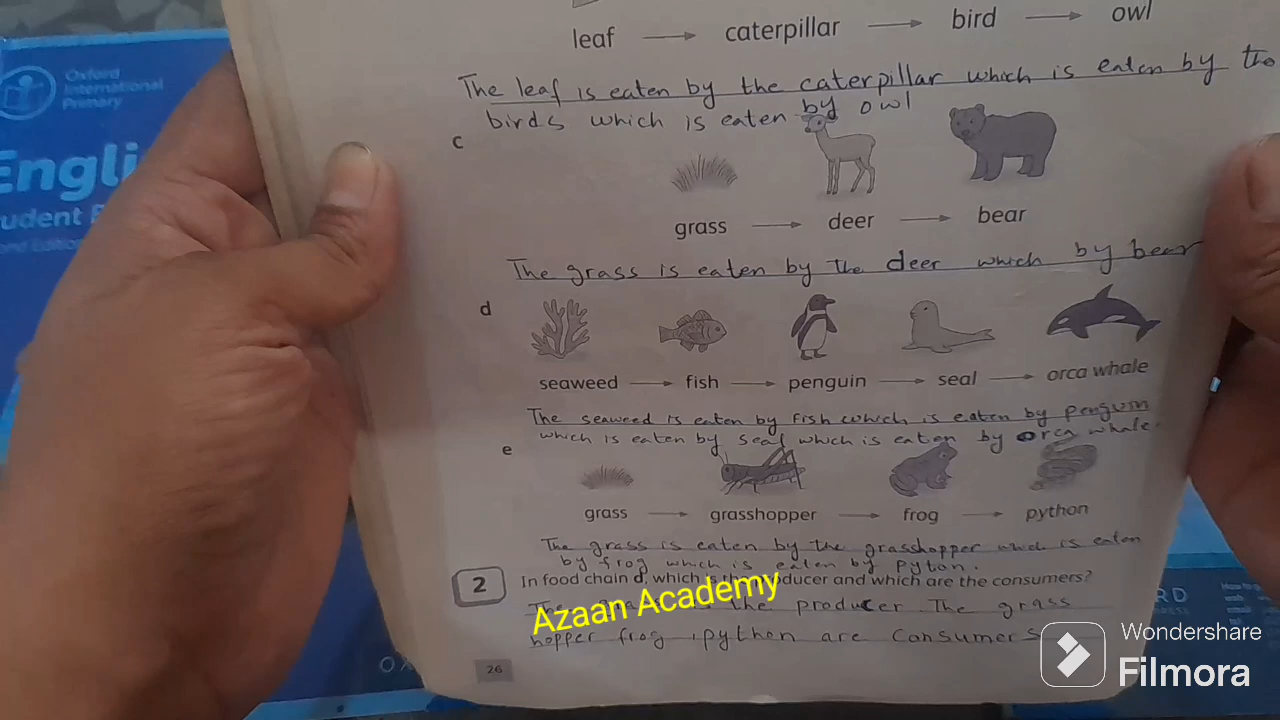 leaf → caterpillar → bird → owl
The leaf is eaten by the caterpillar which is eaten by the
birds which is eaten by owl
c
grass → deer → bear
The grass is eaten by the deer which by bear
d
seaweed → fish → penguin → seal → orca whale
The seaweed is eaten by fish which is eaten by penguin
which is eaten by seal which is eaten by orca whale.
e
grass → grasshopper → frog → python
The grass is eaten by the grasshopper which is eaten
by frog which is eaten by Pyton.
2 In food chain d, which is the producer and which are the consumers?
The the producer The grass
hopper frog , python are Consumers
26
Azaan Academy
Wondershare
Filmora
Oxford
International
Primary
Engli
udent